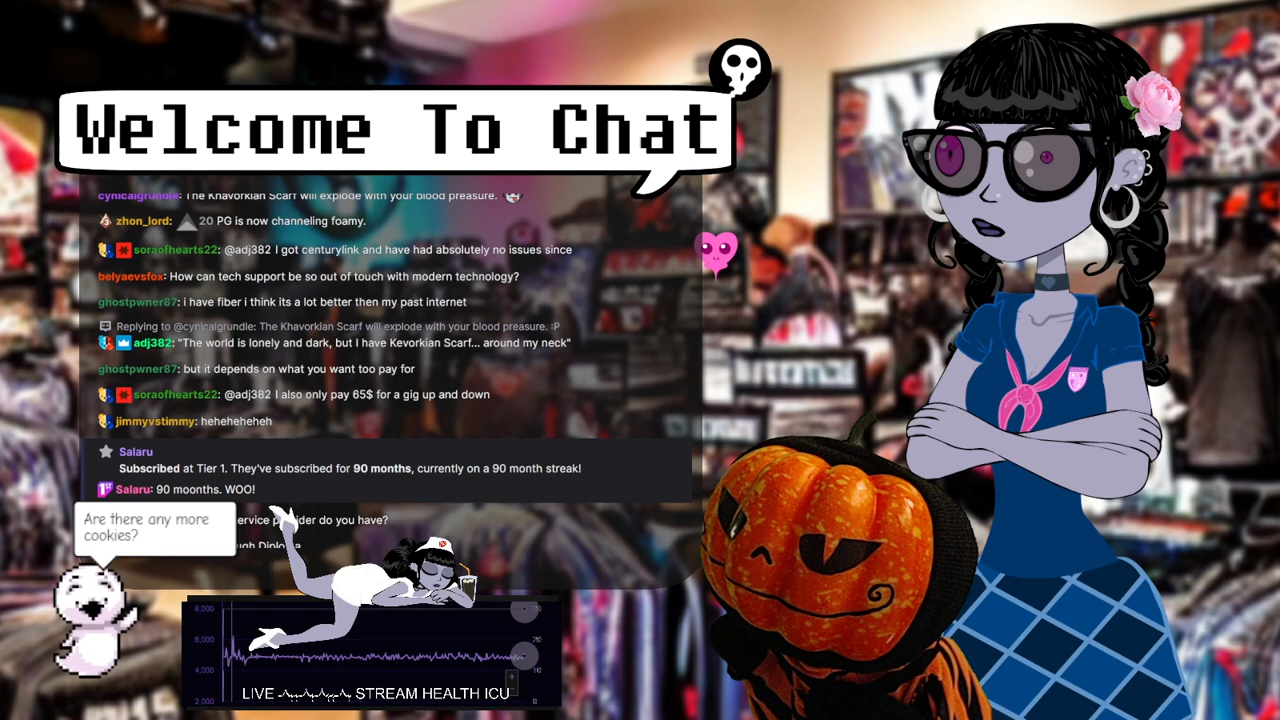 Welcome To Chat
cynicalgrundle: The Khavorkian Scarf will explode with your blood preasure.
zhon_lord: 20 PG is now channeling foamy.
soraofhearts22: @adj382 I got centurylink and have had absolutely no issues since
belyaevsfox: How can tech support be so out of touch with modern technology?
ghostpwner87: i have fiber i think its a lot better then my past internet
Replying to @cynicalgrundle: The Khavorkian Scarf will explode with your blood preasure. :P
adj382: "The world is lonely and dark, but I have Kevorkian Scarf... around my neck"
ghostpwner87: but it depends on what you want too pay for
soraofhearts22: @adj382 I also only pay 65$ for a gig up and down
jimmyvstimmy: heheheheheh
Salaru
Subscribed at Tier 1. They've subscribed for 90 months, currently on a 90 month streak!
1st Salaru: 90 moonths. WOO!
do you have?
Are there any more
cookies?
8,000
6,000
4,000
2,000
LIVE STREAM HEALTH ICU